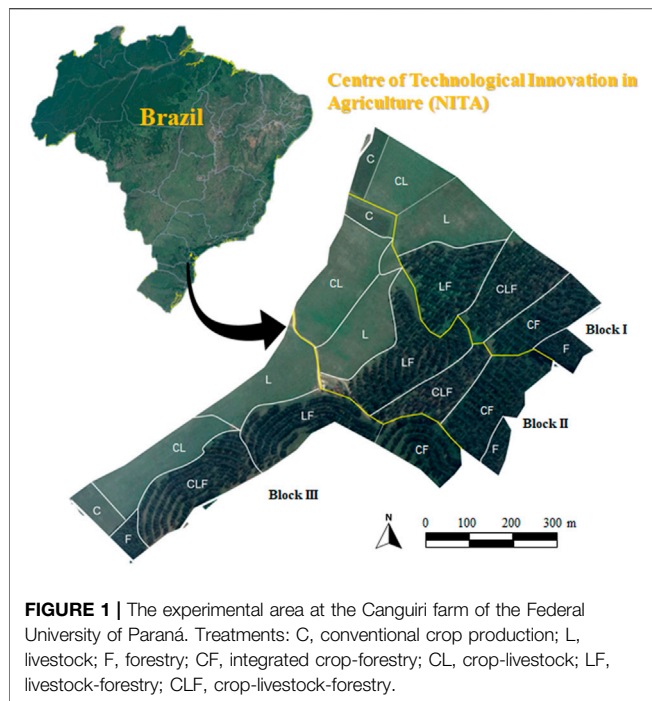 Brazil
Centre of Technological Innovation in
Agriculture (NITA)
C
CL
C
L
CL
LF
CLF
L
CF
Block I
F
LF
L
CLF
CF
Block II
LF
CF
F
CL
CLF
Block III
C
F
N
0 100 200 300 m
FIGURE 1 | The experimental area at the Canguiri farm of the Federal
University of Paraná. Treatments: C, conventional crop production; L,
livestock; F, forestry; CF, integrated crop-forestry; CL, crop-livestock; LF,
livestock-forestry; CLF, crop-livestock-forestry.